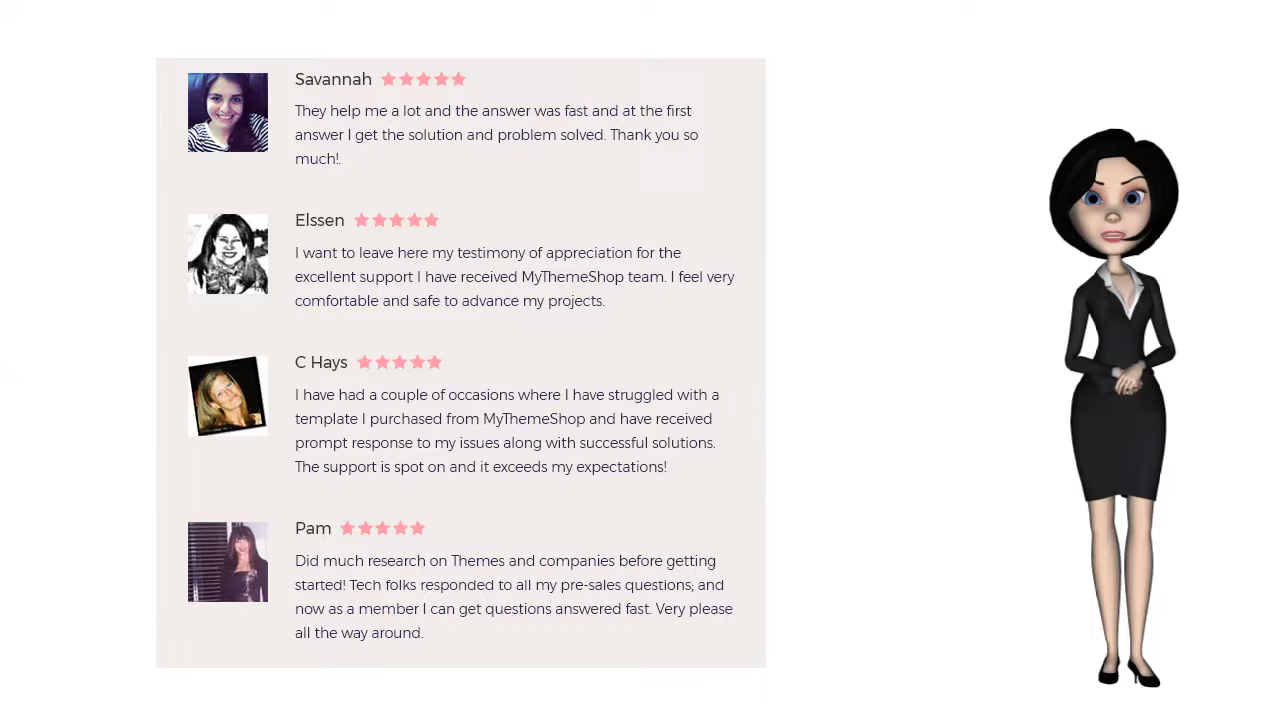 Savannah
They help me a lot and the answer was fast and at the first
answer I get the solution and problem solved. Thank you so
much!.
Elssen
I want to leave here my testimony of appreciation for the
excellent support I have received MyThemeShop team. I feel very
comfortable and safe to advance my projects.
C Hays
I have had a couple of occasions where I have struggled with a
template I purchased from MyThemeShop and have received
prompt response to my issues along with successful solutions.
The support is spot on and it exceeds my expectations!
Pam
Did much research on Themes and companies before getting
started! Tech folks responded to all my pre-sales questions; and
now as a member I can get questions answered fast. Very please
all the way around.